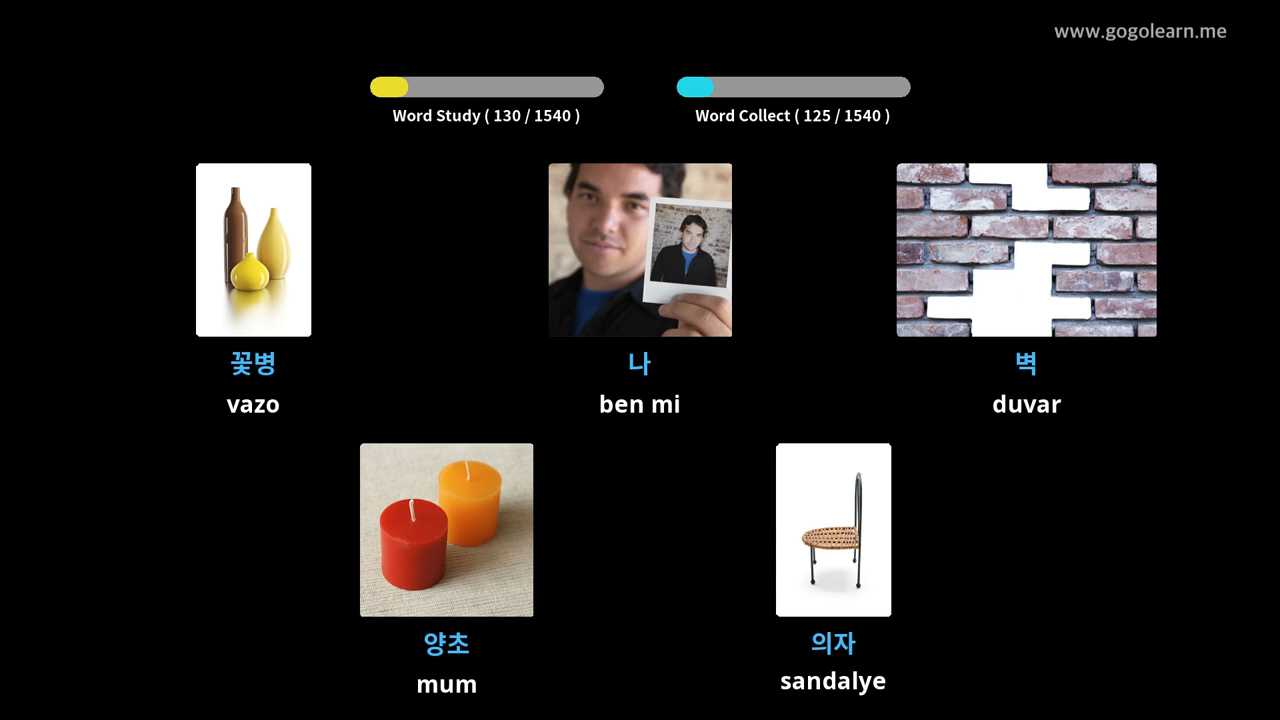 www.gogolearn.me
Word Study ( 130 / 1540 )
Word Collect ( 125 / 1540 )
꽃병
나
벽
vazo
ben mi
duvar
양초
의자
mum
sandalye